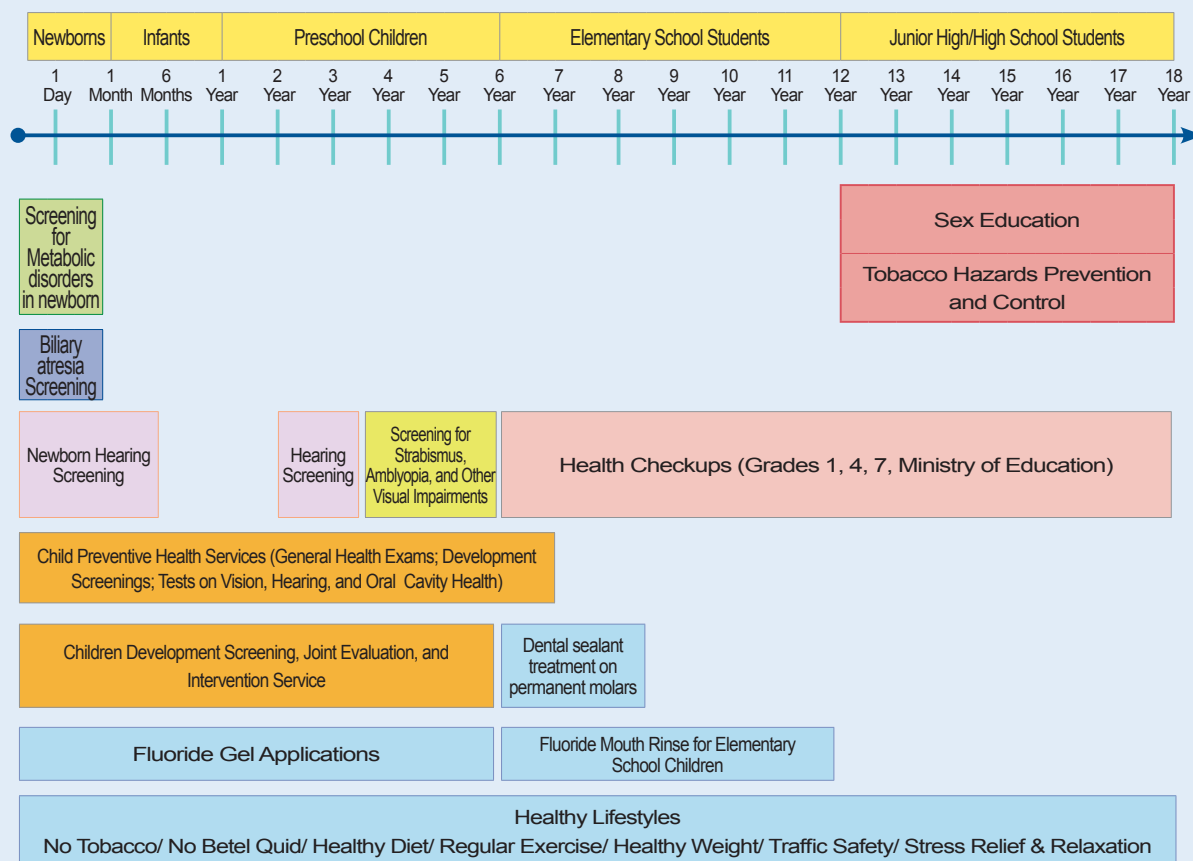 Newborns Infants Preschool Children Elementary School Students Junior High/High School Students
1 1 6 1 2 3 4 5 6 7 8 9 10 11 12 13 14 15 16 17 18
Day Month Months Year Year Year Year Year Year Year Year Year Year Year Year Year Year Year Year Year Year
Screening
for
Metabolic
disorders
in newborn
Sex Education
Tobacco Hazards Prevention
and Control
Biliary
atresia
Screening
Newborn Hearing
Screening
Hearing
Screening
Screening for
Strabismus,
Amblyopia, and Other
Visual Impairments
Health Checkups (Grades 1, 4, 7, Ministry of Education)
Child Preventive Health Services (General Health Exams; Development
Screenings; Tests on Vision, Hearing, and Oral Cavity Health)
Children Development Screening, Joint Evaluation, and
Intervention Service
Dental sealant
treatment on
permanent molars
Fluoride Gel Applications
Fluoride Mouth Rinse for Elementary
School Children
Healthy Lifestyles
No Tobacco/ No Betel Quid/ Healthy Diet/ Regular Exercise/ Healthy Weight/ Traffic Safety/ Stress Relief & Relaxation